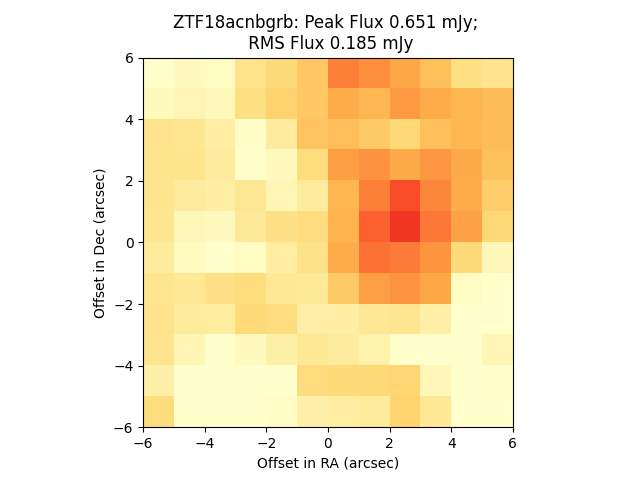 ZTF18acnbgrb: Peak Flux 0.651 mJy;
RMS Flux 0.185 mJy
6
4
2
0
−2
−4
−6
Offset in Dec (arcsec)
−6 −4 −2 0 2 4 6
Offset in RA (arcsec)